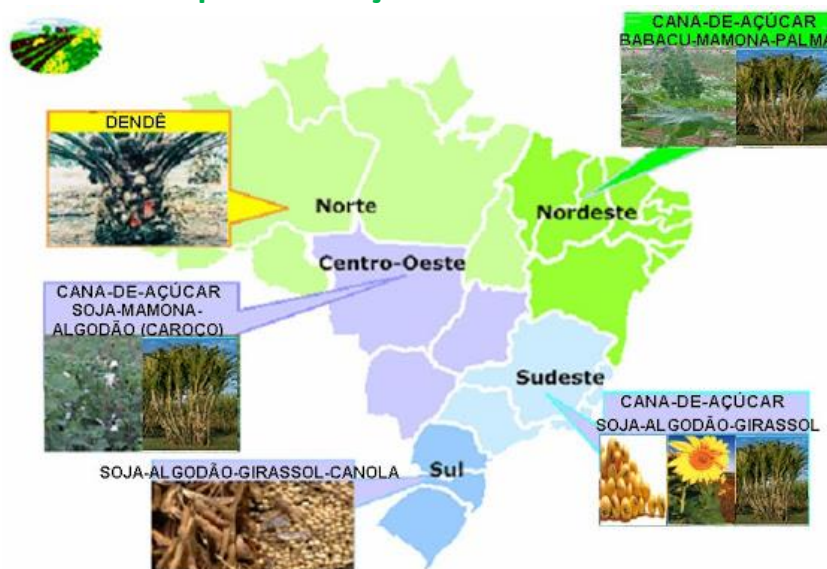 CANA-DE-AÇÚCAR
BABACU-MAMONA-PALMA
DENDÊ
Norte
Nordeste
Centro-Oeste
CANA-DE-AÇÚCAR
SOJA-MAMONA-
ALGODÃO (CAROCO)
Sudeste
CANA-DE-AÇÚCAR
SOJA-ALGODÃO-GIRASSOL
SOJA-ALGODÃO-GIRASSOL-CANOLA
Sul